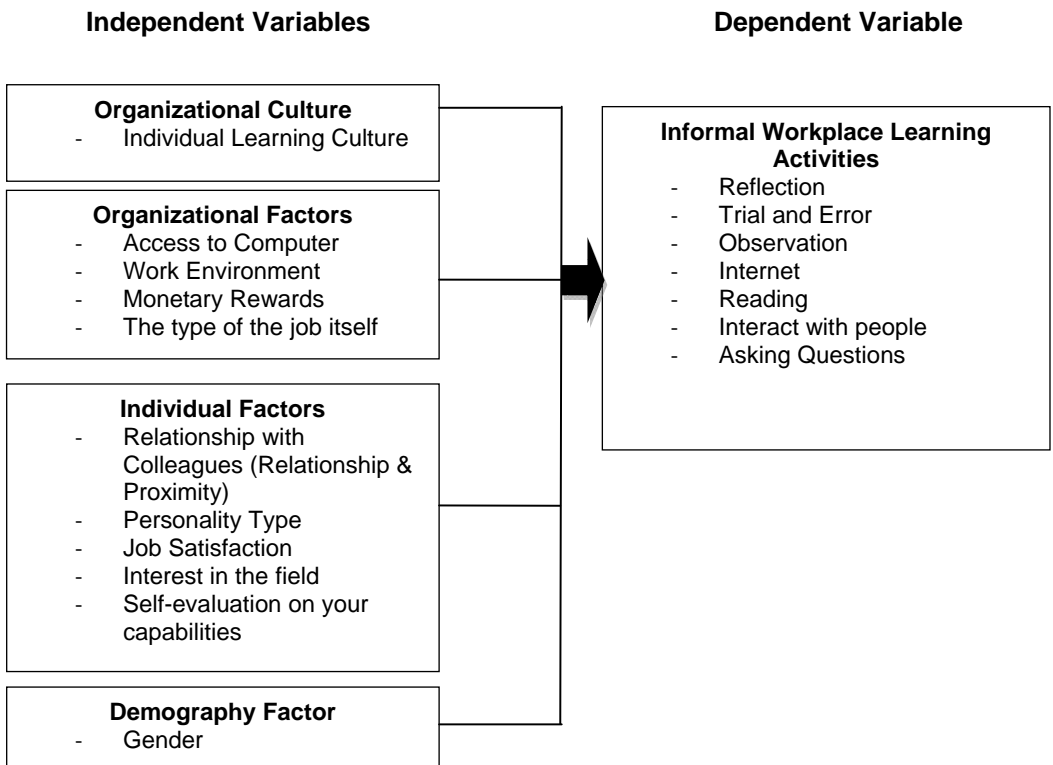 Independent Variables
Dependent Variable
Organizational Culture
- Individual Learning Culture
Organizational Factors
- Access to Computer
- Work Environment
- Monetary Rewards
- The type of the job itself
Individual Factors
- Relationship with
Colleagues (Relationship &
Proximity)
- Personality Type
- Job Satisfaction
- Interest in the field
- Self-evaluation on your
capabilities
Demography Factor
- Gender
Informal Workplace Learning
Activities
- Reflection
- Trial and Error
- Observation
- Internet
- Reading
- Interact with people
- Asking Questions